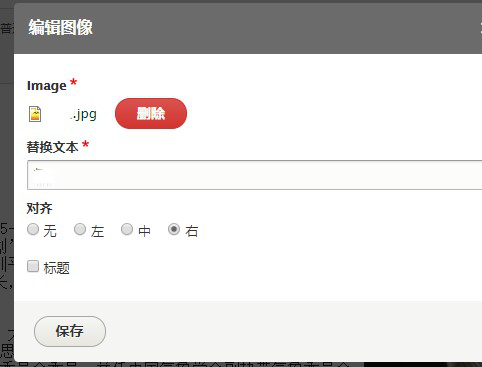 编辑图像
Image *
.jpg 删除
替换文本 *
对齐
无 左 中 右
标题
保存